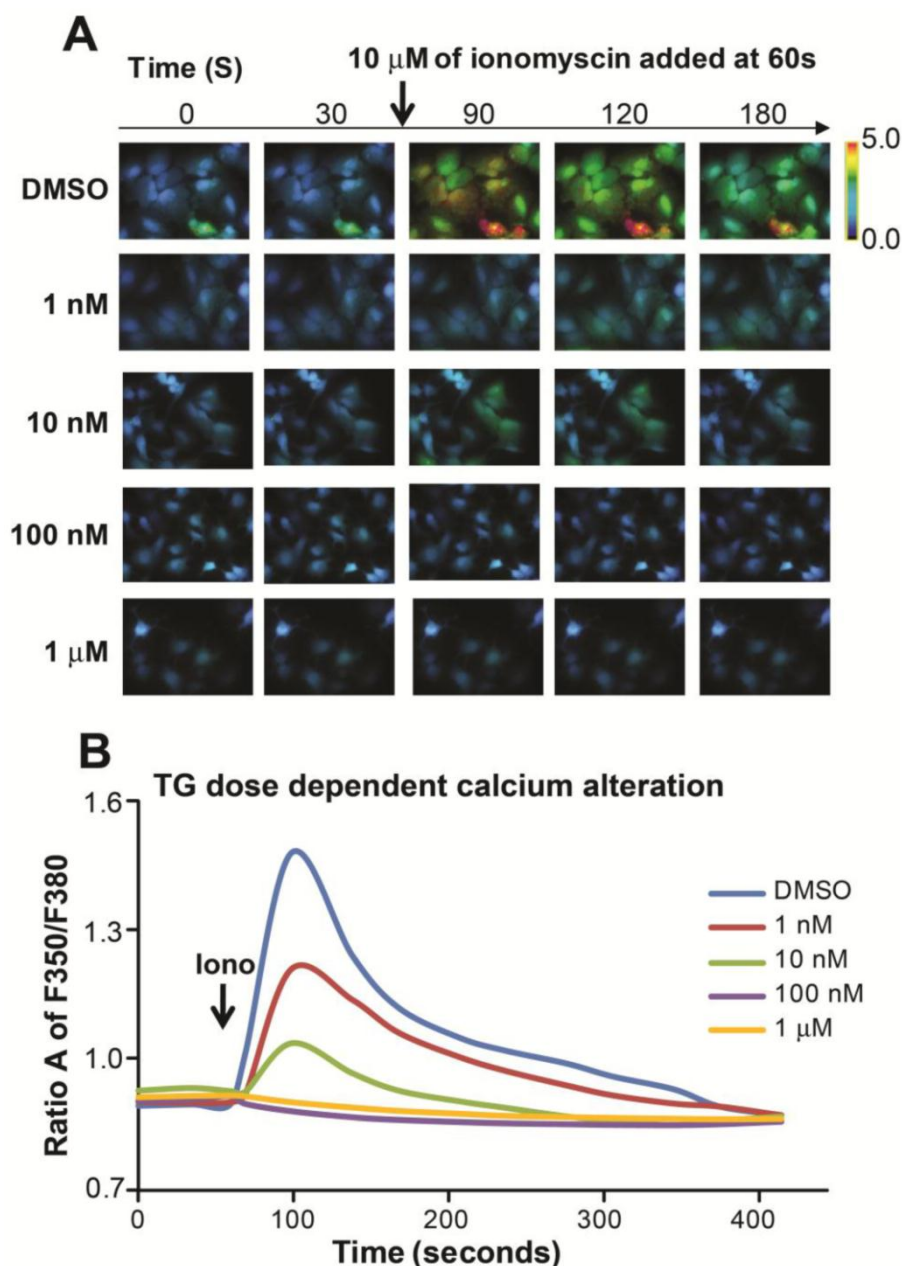 A
Time (S)
10 μM of ionomyscin added at 60s
0 30 90 120 180
DMSO
5.0
0.0
1 nM
10 nM
100 nM
1 μM
B
TG dose dependent calcium alteration
1.6
1.3
1.0
0.7
Ratio A of F350/F380
Iono
DMSO
1 nM
10 nM
100 nM
1 μM
0 100 200 300 400
Time (seconds)